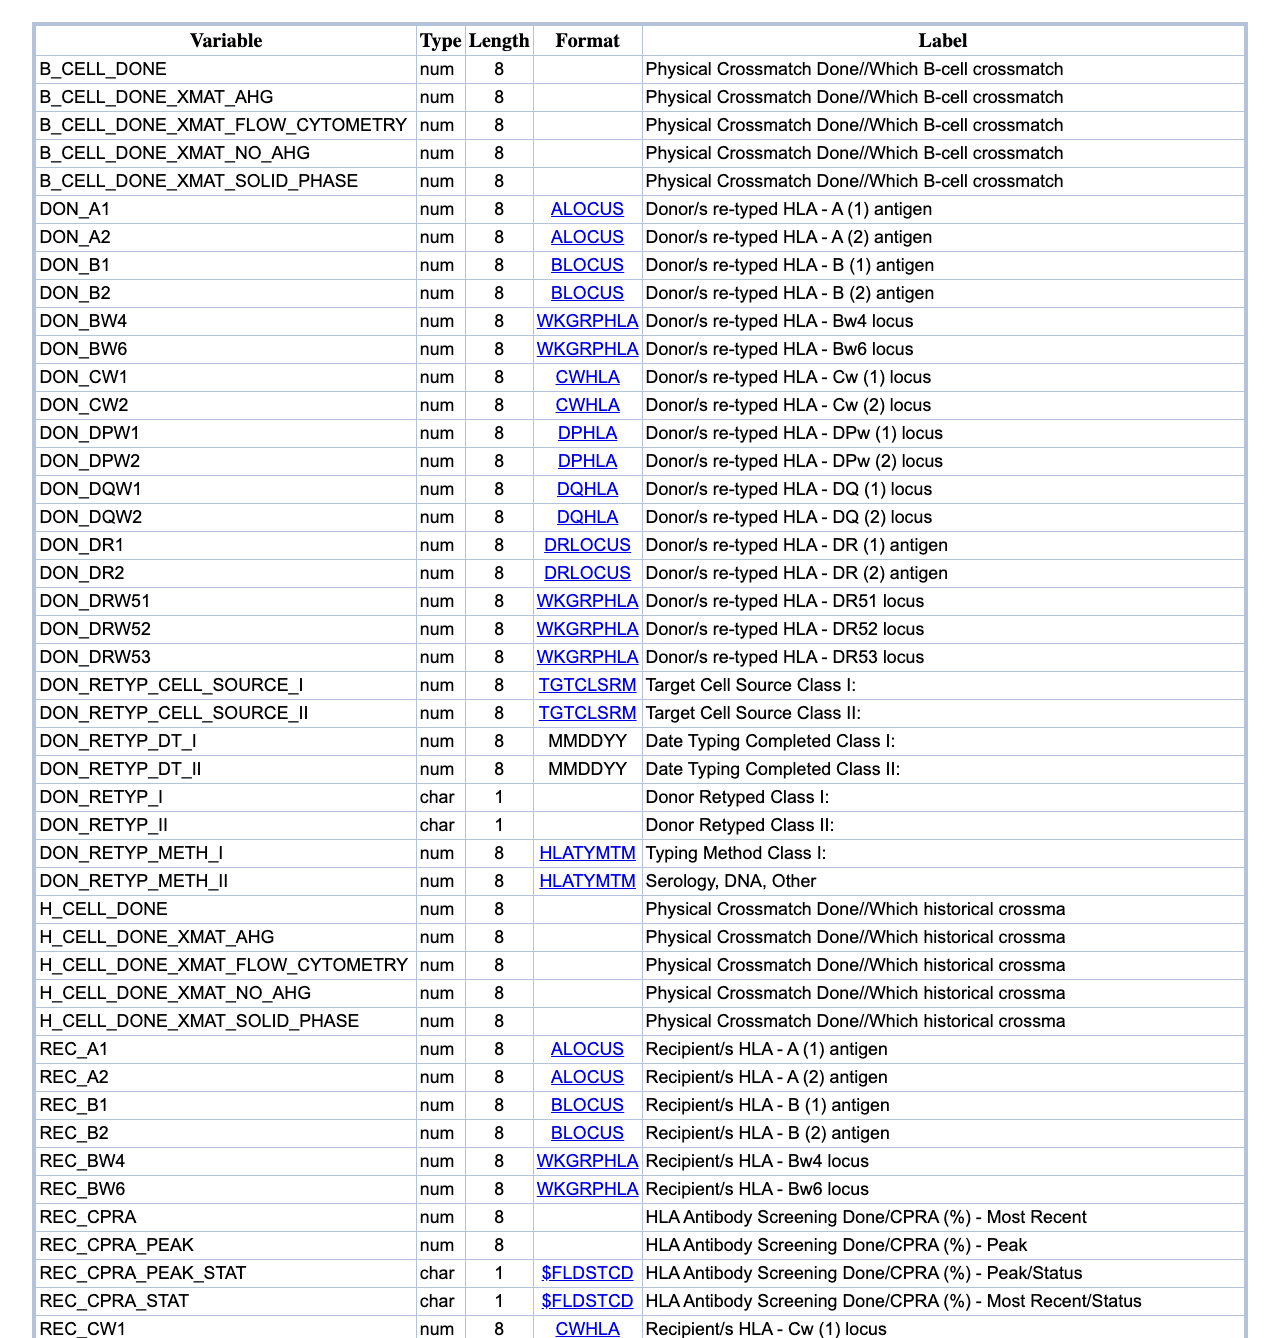 Variable Type Length Format Label
B_CELL_DONE num 8 Physical Crossmatch Done//Which B-cell crossmatch
B_CELL_DONE_XMAT_AHG num 8 Physical Crossmatch Done//Which B-cell crossmatch
B_CELL_DONE_XMAT_FLOW_CYTOMETRY num 8 Physical Crossmatch Done//Which B-cell crossmatch
B_CELL_DONE_XMAT_NO_AHG num 8 Physical Crossmatch Done//Which B-cell crossmatch
B_CELL_DONE_XMAT_SOLID_PHASE num 8 Physical Crossmatch Done//Which B-cell crossmatch
DON_A1 num 8 ALOCUS Donor/s re-typed HLA - A (1) antigen
DON_A2 num 8 ALOCUS Donor/s re-typed HLA - A (2) antigen
DON_B1 num 8 BLOCUS Donor/s re-typed HLA - B (1) antigen
DON_B2 num 8 BLOCUS Donor/s re-typed HLA - B (2) antigen
DON_BW4 num 8 WKGRPHLA Donor/s re-typed HLA - Bw4 locus
DON_BW6 num 8 WKGRPHLA Donor/s re-typed HLA - Bw6 locus
DON_CW1 num 8 CWHLA Donor/s re-typed HLA - Cw (1) locus
DON_CW2 num 8 CWHLA Donor/s re-typed HLA - Cw (2) locus
DON_DPW1 num 8 DPHLA Donor/s re-typed HLA - DPw (1) locus
DON_DPW2 num 8 DPHLA Donor/s re-typed HLA - DPw (2) locus
DON_DQW1 num 8 DQHLA Donor/s re-typed HLA - DQ (1) locus
DON_DQW2 num 8 DQHLA Donor/s re-typed HLA - DQ (2) locus
DON_DR1 num 8 DRLOCUS Donor/s re-typed HLA - DR (1) antigen
DON_DR2 num 8 DRLOCUS Donor/s re-typed HLA - DR (2) antigen
DON_DRW51 num 8 WKGRPHLA Donor/s re-typed HLA - DR51 locus
DON_DRW52 num 8 WKGRPHLA Donor/s re-typed HLA - DR52 locus
DON_DRW53 num 8 WKGRPHLA Donor/s re-typed HLA - DR53 locus
DON_RETYP_CELL_SOURCE_I num 8 TGTCLSRM Target Cell Source Class I:
DON_RETYP_CELL_SOURCE_II num 8 TGTCLSRM Target Cell Source Class II:
DON_RETYP_DT_I num 8 MMDDYY Date Typing Completed Class I:
DON_RETYP_DT_II num 8 MMDDYY Date Typing Completed Class II:
DON_RETYP_I char 1 Donor Retyped Class I:
DON_RETYP_II char 1 Donor Retyped Class II:
DON_RETYP_METH_I num 8 HLATYMTM Typing Method Class I:
DON_RETYP_METH_II num 8 HLATYMTM Serology, DNA, Other
H_CELL_DONE num 8 Physical Crossmatch Done//Which historical crossma
H_CELL_DONE_XMAT_AHG num 8 Physical Crossmatch Done//Which historical crossma
H_CELL_DONE_XMAT_FLOW_CYTOMETRY num 8 Physical Crossmatch Done//Which historical crossma
H_CELL_DONE_XMAT_NO_AHG num 8 Physical Crossmatch Done//Which historical crossma
H_CELL_DONE_XMAT_SOLID_PHASE num 8 Physical Crossmatch Done//Which historical crossma
REC_A1 num 8 ALOCUS Recipient/s HLA - A (1) antigen
REC_A2 num 8 ALOCUS Recipient/s HLA - A (2) antigen
REC_B1 num 8 BLOCUS Recipient/s HLA - B (1) antigen
REC_B2 num 8 BLOCUS Recipient/s HLA - B (2) antigen
REC_BW4 num 8 WKGRPHLA Recipient/s HLA - Bw4 locus
REC_BW6 num 8 WKGRPHLA Recipient/s HLA - Bw6 locus
REC_CPRA num 8 HLA Antibody Screening Done/CPRA (%) - Most Recent
REC_CPRA_PEAK num 8 HLA Antibody Screening Done/CPRA (%) - Peak
REC_CPRA_PEAK_STAT char 1 $FLDSTCD HLA Antibody Screening Done/CPRA (%) - Peak/Status
REC_CPRA_STAT char 1 $FLDSTCD HLA Antibody Screening Done/CPRA (%) - Most Recent/Status
REC_CW1 num 8 CWHLA Recipient/s HLA - Cw (1) locus